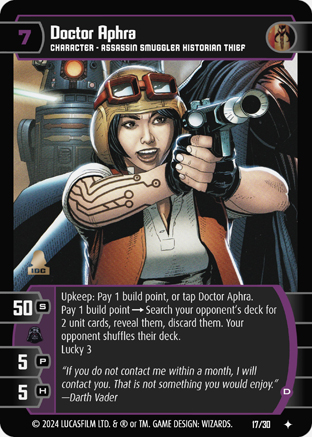 7 Doctor Aphra
CHARACTER - ASSASSIN SMUGGLER HISTORIAN THIEF
IGC
50 S
5 P
5 H
Upkeep: Pay 1 build point, or tap Doctor Aphra.
Pay 1 build point → Search your opponent's deck for
2 unit cards, reveal them, discard them. Your
opponent shuffles their deck.
Lucky 3
"If you do not contact me within a month, I will
contact you. That is not something you would enjoy."
—Darth Vader
D
© 2024 LUCASFILM LTD. & ® or TM. GAME DESIGN: WIZARDS. 17/30